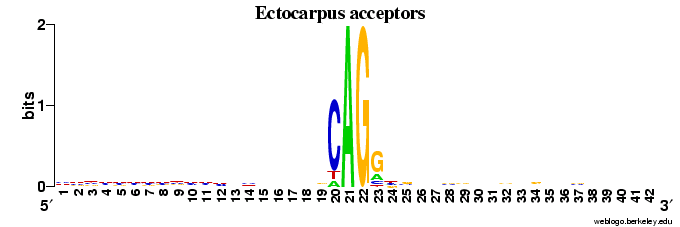 Ectocarpus acceptors
bits
2
1
0
CAG
T
A
G
A
5′ 1 2 3 4 5 6 7 8 9 10 11 12 13 14 15 16 17 18 19 20 21 22 23 24 25 26 27 28 29 30 31 32 33 34 35 36 37 38 39 40 41 42 3′
weblogo.berkeley.edu